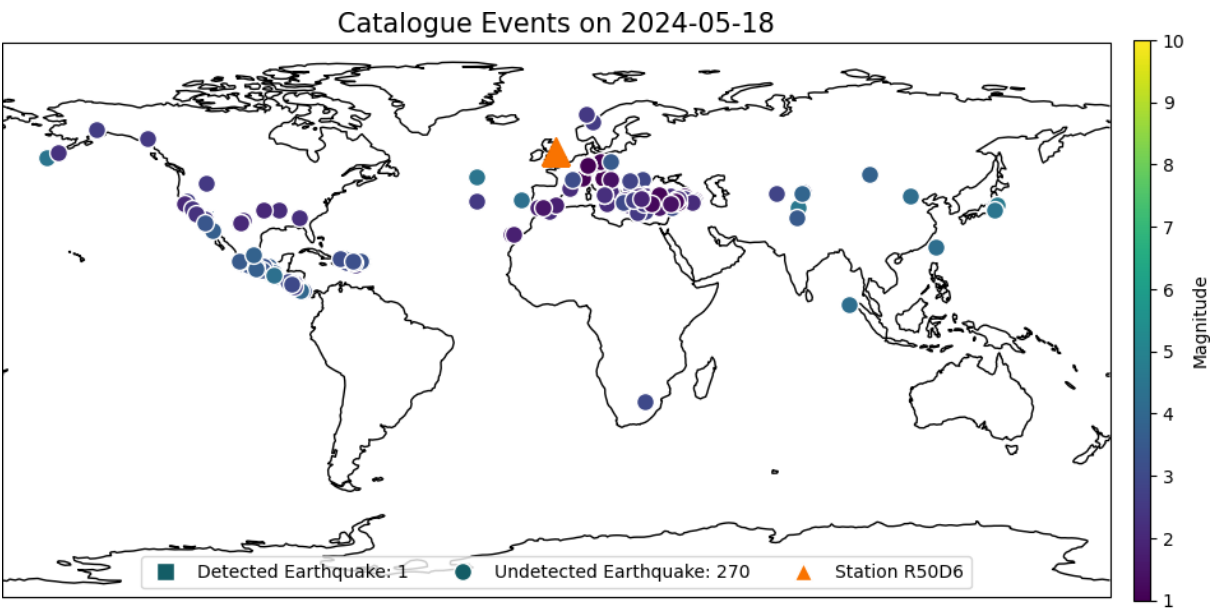 Catalogue Events on 2024-05-18
10
9
8
7
6
5
4
3
2
1
Magnitude
Detected Earthquake: 1
Undetected Earthquake: 270
Station R50D6